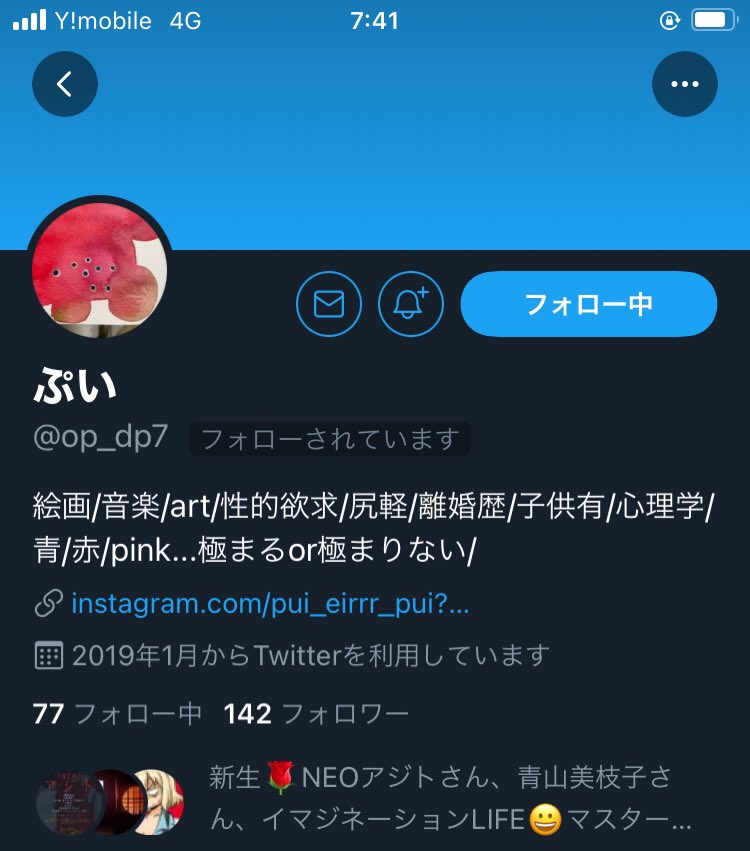 Y!mobile 4G 7:41
フォロー中
ぷい
@op_dp7 フォローされています
絵画/音楽/art/性的欲求/尻軽/離婚歴/子供有/心理学/
青/赤/pink...極まるor極まりない/
instagram.com/pui_eirrr_pui?...
2019年1月からTwitterを利用しています
77 フォロー中 142 フォロワー
アジト
新生🌹NEOアジトさん、青山美枝子さ
ん、イマジネーションLIFE😀マスター...